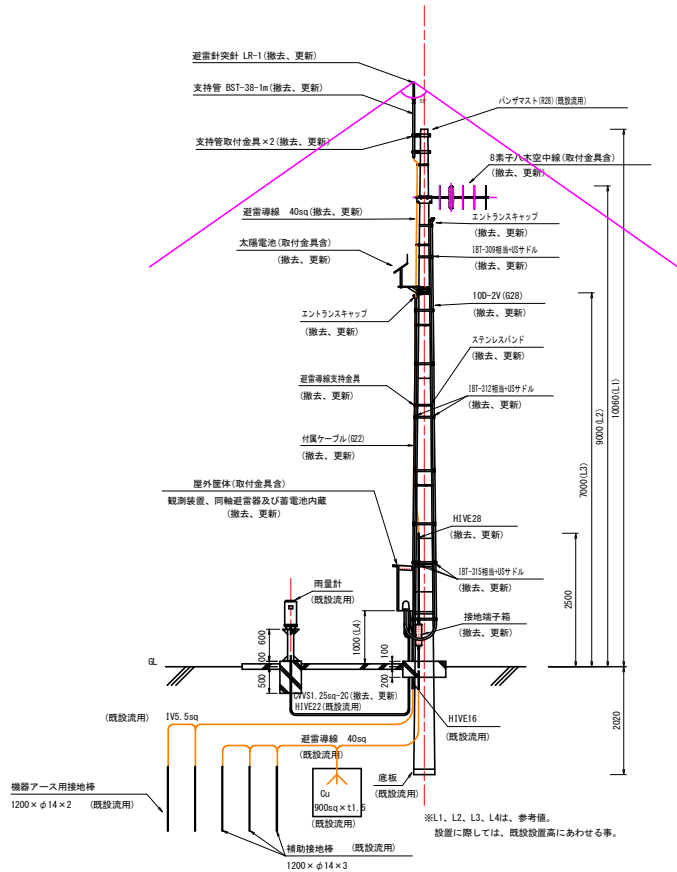 避雷針突針 LR-1(撤去、更新)
支持管 BST-38-1m(撤去、更新)
支持管取付金具×2(撤去、更新)
パンザマスト(R28)(既設流用)
8素子八木空中線(取付金具含)
(撤去、更新)
避雷導線 40sq(撤去、更新)
太陽電池(取付金具含)
(撤去、更新)
エントランスキャップ
(撤去、更新)
IBT-309相当+USサドル
(撤去、更新)
10D-2V(G28)
(撤去、更新)
エントランスキャップ
(撤去、更新)
ステンレスバンド
(撤去、更新)
避雷導線支持金具
(撤去、更新)
IBT-312相当+USサドル
(撤去、更新)
付属ケーブル(G22)
(撤去、更新)
屋外筐体(取付金具含)
観測装置、同軸避雷器及び蓄電池内蔵
(撤去、更新)
HIVE28
(撤去、更新)
IBT-315相当+USサドル
(撤去、更新)
雨量計
(既設流用)
接地端子箱
(撤去、更新)
10060(L1)
9000(L2)
7000(L3)
2500
1000(L4)
600
500
100
200
2020
GL
CVVS1.25sq-2C(撤去、更新)
HIVE22(既設流用)
(既設流用)
IV5.5sq
HIVE16
(既設流用)
避雷導線 40sq
(既設流用)
底板
(既設流用)
機器アース用接地棒
1200×φ14×2 (既設流用)
Cu
900sq×t1.5
(既設流用)
補助接地棒 (既設流用)
1200×φ14×3
※L1、L2、L3、L4は、参考値。
設置に際しては、既設設置高にあわせる事。